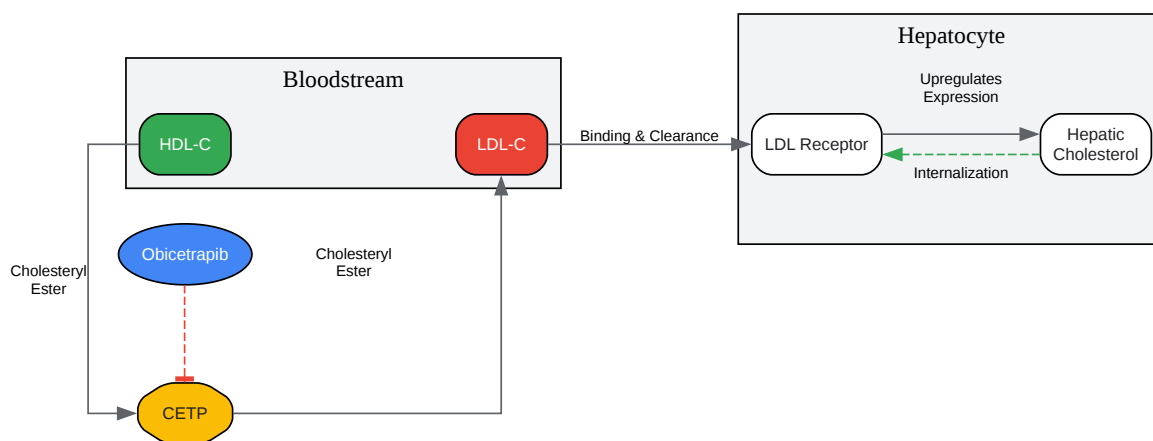 Hepatocyte
Bloodstream
Upregulates
Expression
HDL-C
LDL-C
Binding & Clearance
LDL Receptor
Hepatic
Cholesterol
Internalization
Obicetrapib
Cholesteryl
Ester
Cholesteryl
Ester
CETP